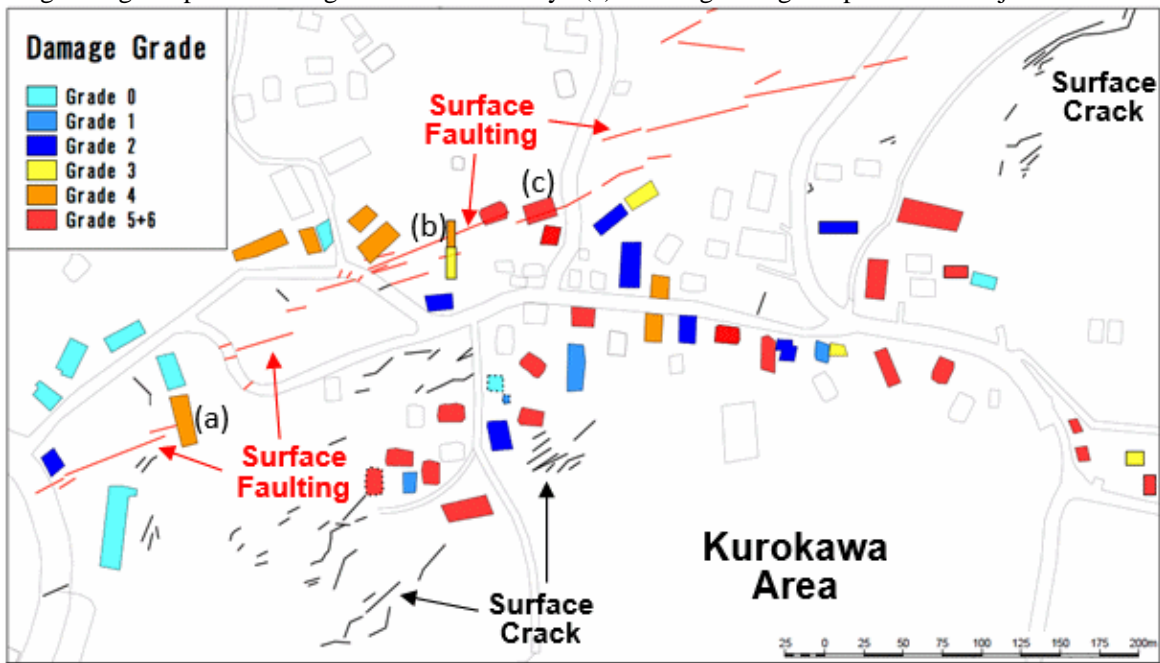 Damage Grade
Grade 0
Grade 1
Grade 2
Grade 3
Grade 4
Grade 5+6
Surface
Faulting
Surface
Crack
(c)
(b)
(a)
Surface
Faulting
Surface
Crack
Kurokawa
Area
25 0 25 50 75 100 125 150 175 200m